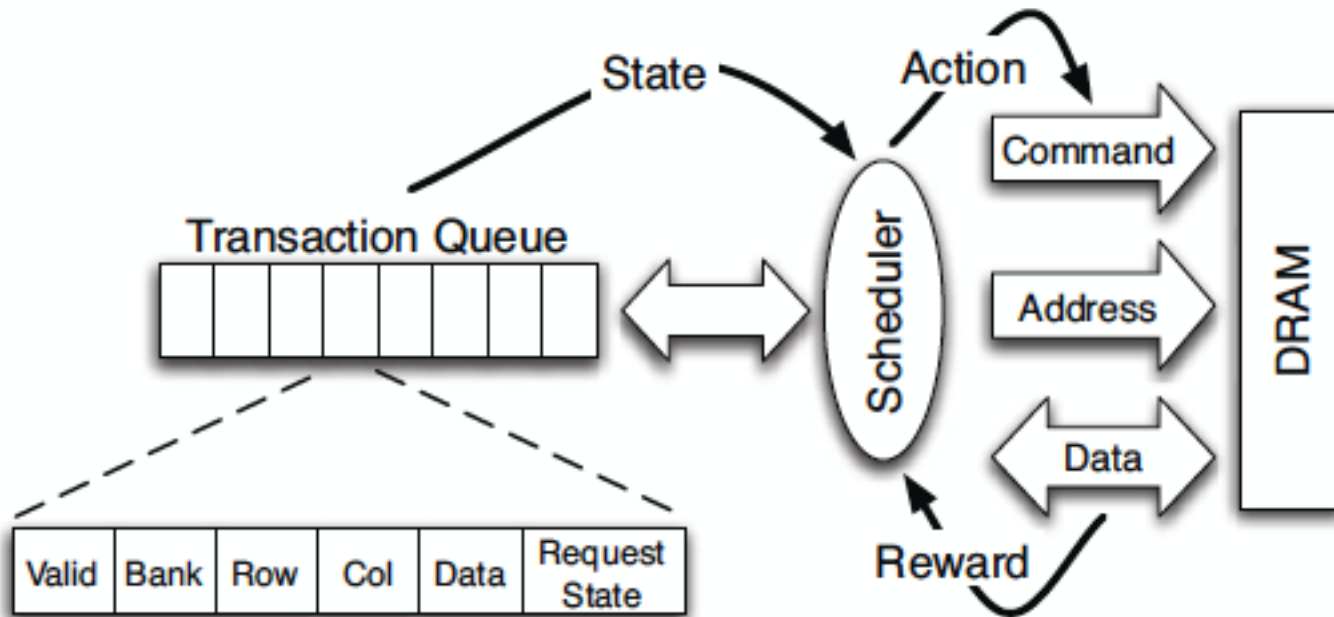 State
Action
Command
Transaction Queue
Scheduler
Address
DRAM
Data
Reward
Valid
Bank
Row
Col
Data
Request
State